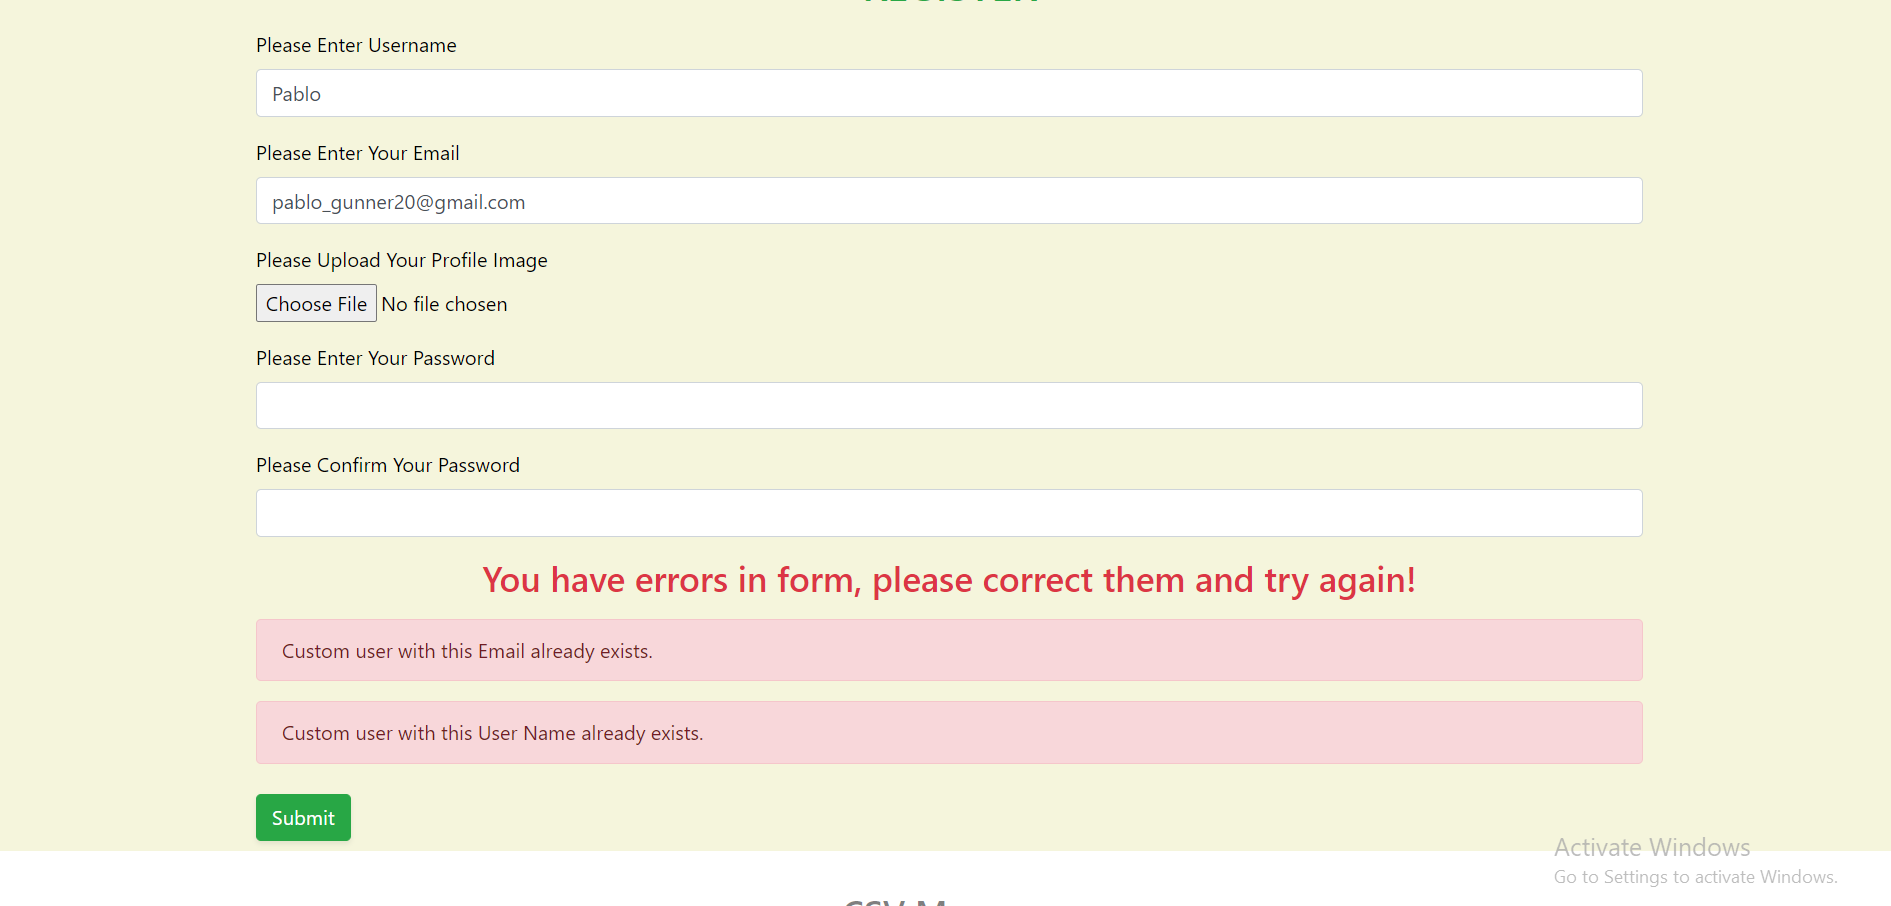 Please Enter Username
Pablo
Please Enter Your Email
pablo_gunner20@gmail.com
Please Upload Your Profile Image
Choose File No file chosen
Please Enter Your Password
Please Confirm Your Password
You have errors in form, please correct them and try again!
Custom user with this Email already exists.
Custom user with this User Name already exists.
Submit
Activate Windows
Go to Settings to activate Windows.